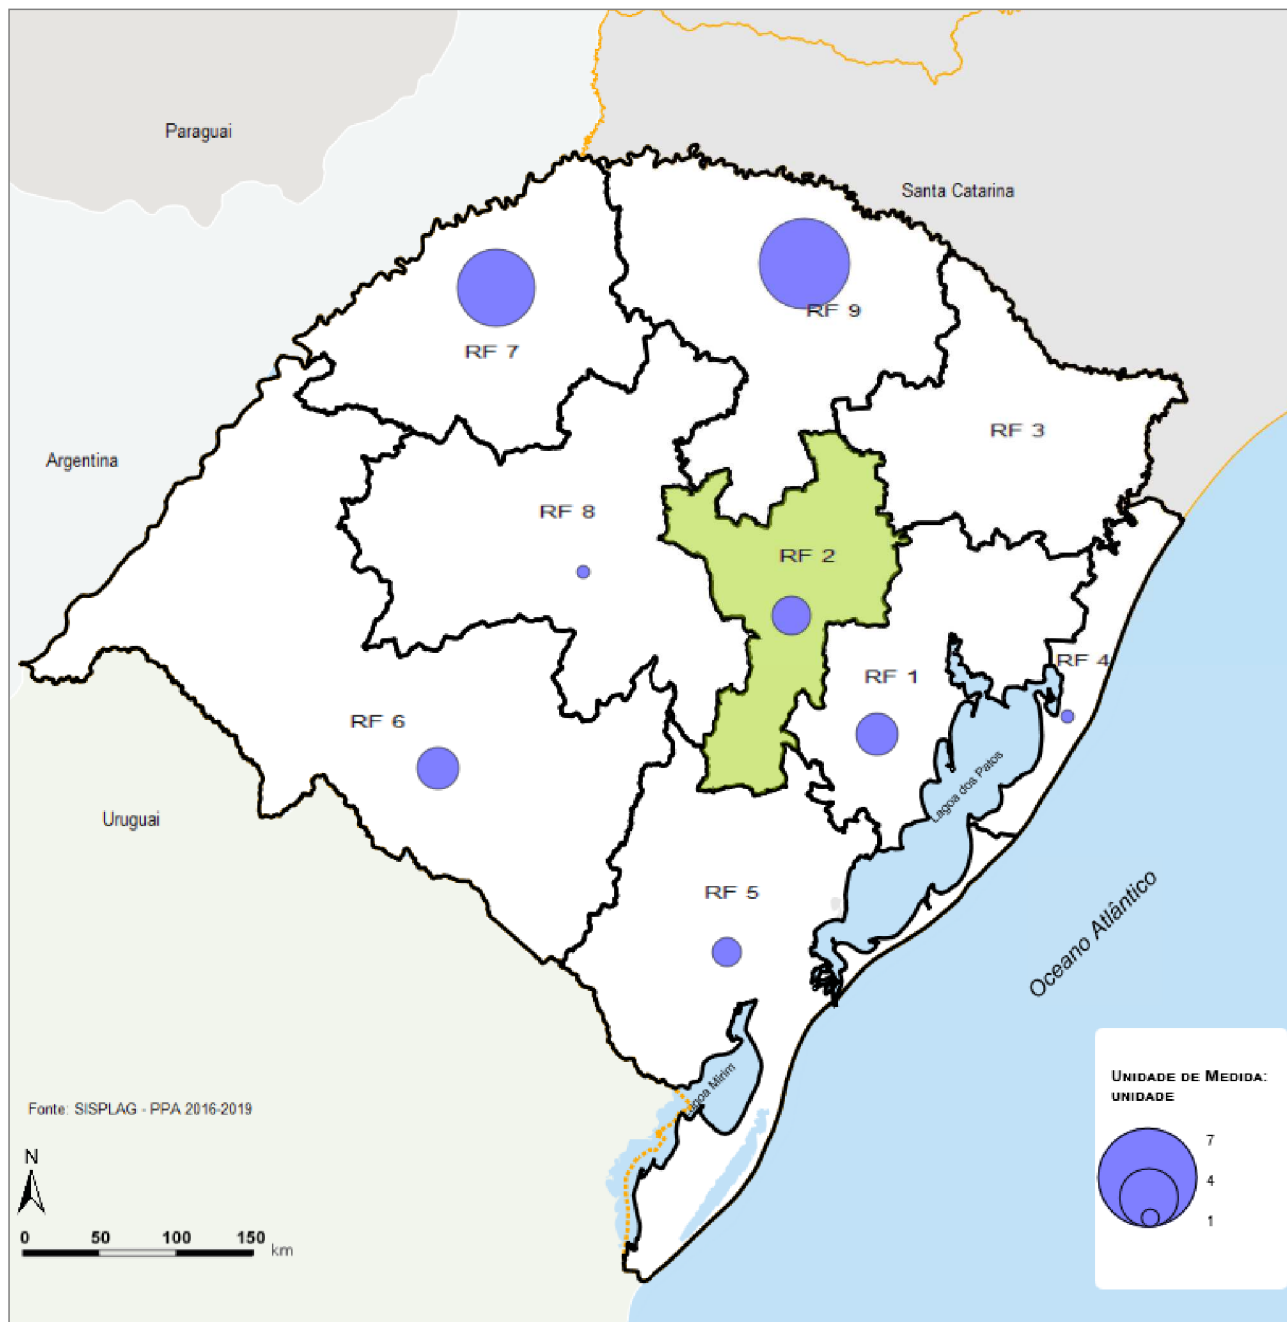 Paraguai
Santa Catarina
RF 9
RF 7
RF 3
Argentina
RF 8
RF 2
RF 4
RF 1
RF 6
Lagoa dos Patos
Uruguai
RF 5
Oceano Atlântico
Lagoa Mirim
UNIDADE DE MEDIDA:
UNIDADE
7
4
1
Fonte: SISPLAG - PPA 2016-2019
N
0 50 100 150
km